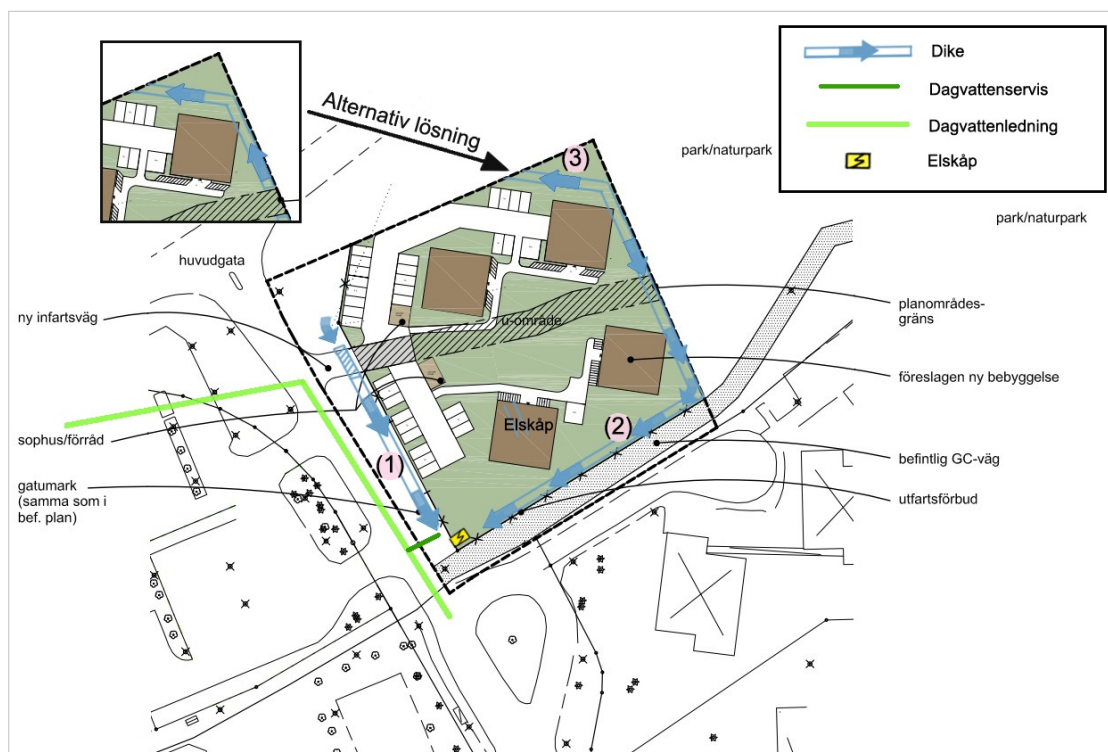 Alternativ lösning
Dike
Dagvattenservis
Dagvattenledning
Elskåp
park/naturpark
park/naturpark
(3)
huvudgata
ny infartsväg
u-område
planområdes-
gräns
föreslagen ny bebyggelse
Elskåp
(2)
sophus/förråd
(1)
befintlig GC-väg
gatumark
(samma som i
bef. plan)
utfartsförbud